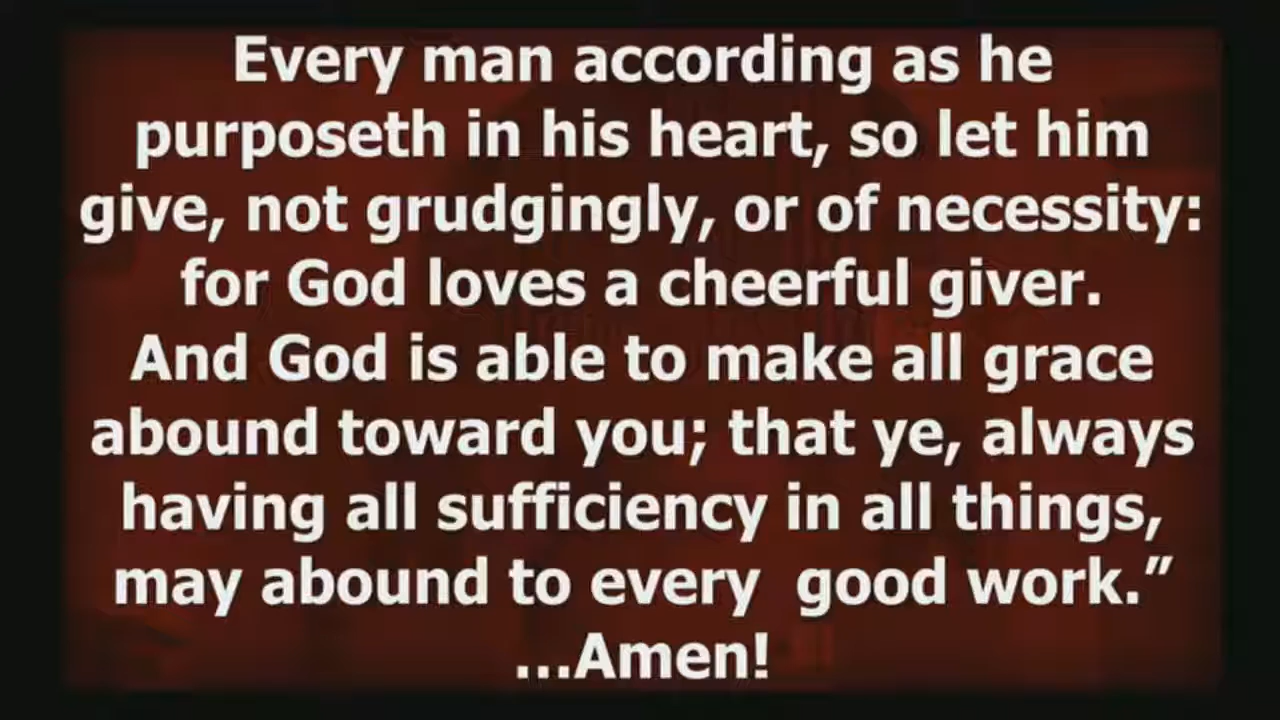 Every man according as he
purposeth in his heart, so let him
give, not grudgingly, or of necessity:
for God loves a cheerful giver.
And God is able to make all grace
abound toward you; that ye, always
having all sufficiency in all things,
may abound to every  good work.”
...Amen!